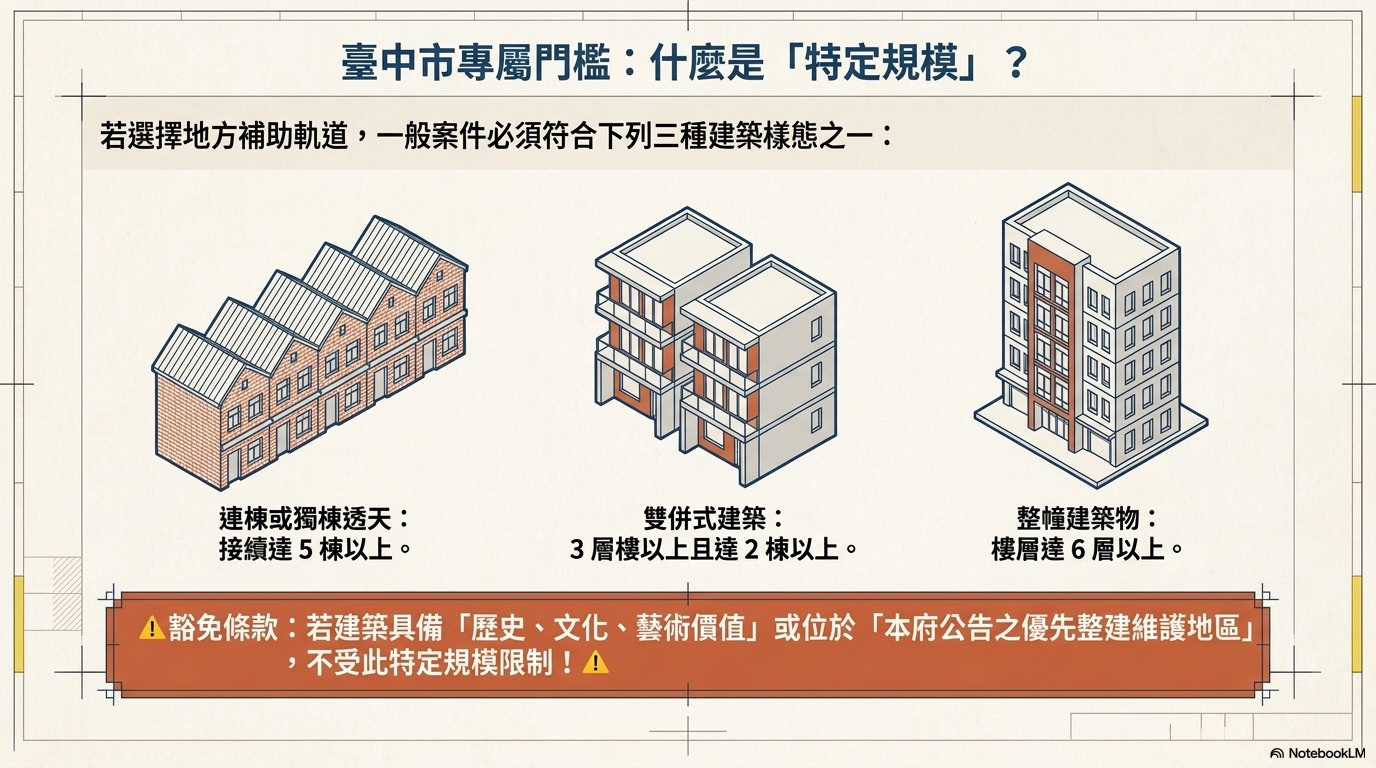 臺中市專屬門檻：什麼是「特定規模」？
若選擇地方補助軌道，一般案件必須符合下列三種建築樣態之一：
連棟或獨棟透天：
接續達 5 棟以上。
雙併式建築：
3 層樓以上且達 2 棟以上。
整幢建築物：
樓層達 6 層以上。
⚠️豁免條款：若建築具備「歷史、文化、藝術價值」或位於「本府公告之優先整建維護地區」
，不受此特定規模限制！⚠️
NotebookLM